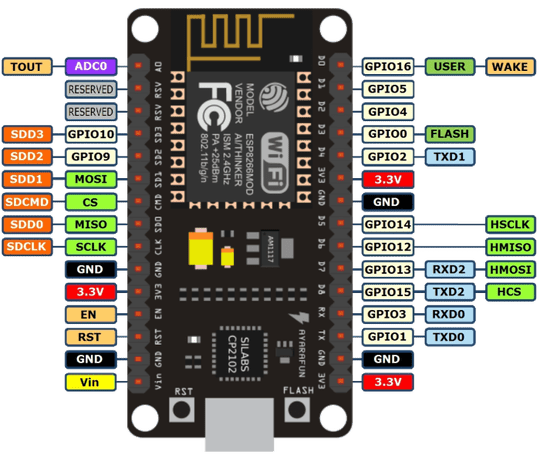 TOUT ADC0 A0 D0 GPIO16 USER WAKE
RESERVED RSV D1 GPIO5
RESERVED RSV D2 GPIO4
SDD3 GPIO10 SD3 D3 GPIO0 FLASH
SDD2 GPIO9 SD2 D4 GPIO2 TXD1
SDD1 MOSI SD1 3V3 3.3V
SDCMD CS CMD GND GND
SDD0 MISO SD0 D5 GPIO14 HSCLK
SDCLK SCLK CLK D6 GPIO12 HMISO
GND GND D7 GPIO13 RXD2 HMOSI
3.3V 3V3 D8 GPIO15 TXD2 HCS
EN EN RX GPIO3 RXD0
RST RST TX GPIO1 TXD0
GND GND GND GND
Vin Vin 3V3 3.3V
MODEL ESP8266MOD
VENDOR AI/THINKER
ISM 2.4GHz
PA +25dBm
802.11b/g/n
FC
Wi Fi
AM1117
SILABS
CP2102
AYARAFUN
RST
FLASH